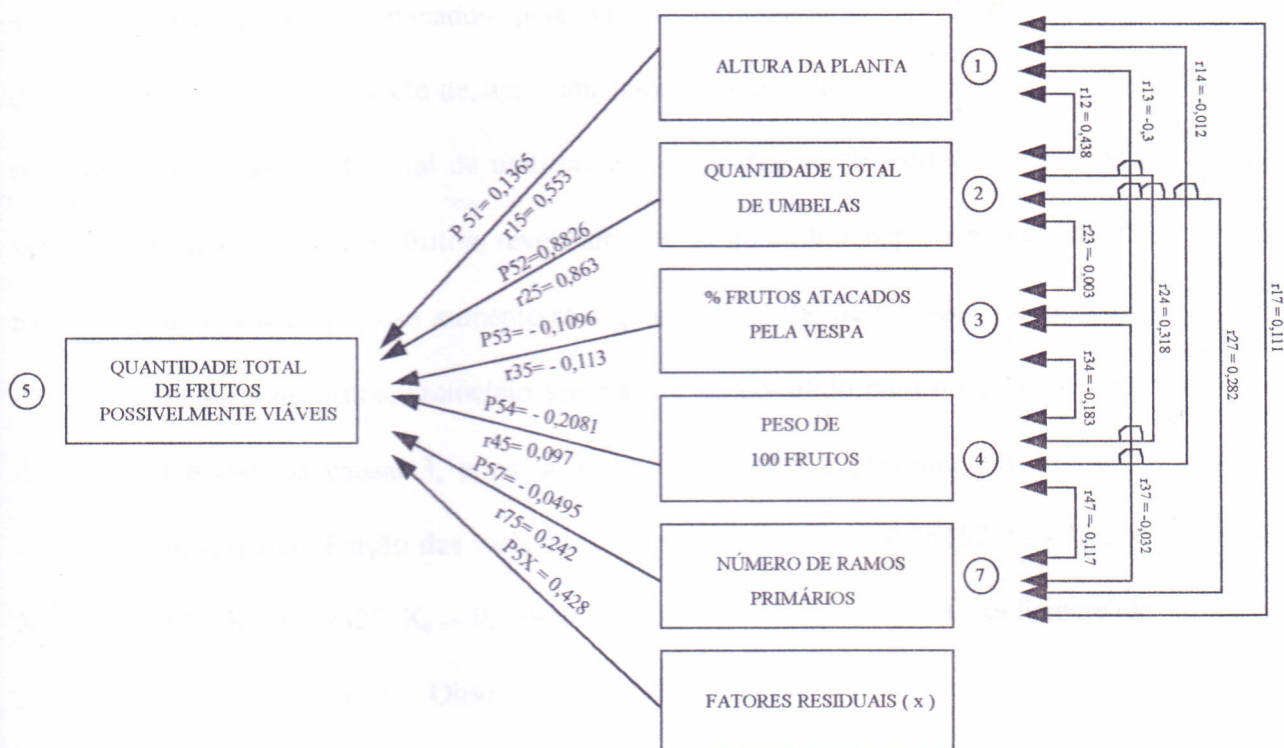 ALTURA DA PLANTA
1
QUANTIDADE TOTAL
DE UMBELAS
2
% FRUTOS ATACADOS
PELA VESPA
3
PESO DE
100 FRUTOS
4
NÚMERO DE RAMOS
PRIMÁRIOS
7
FATORES RESIDUAIS ( x )
5
QUANTIDADE TOTAL
DE FRUTOS
POSSIVELMENTE VIÁVEIS
P 51= 0,1365
r15= 0,553
P52=0,8826
r25= 0,863
P53= - 0,1096
r35= - 0,113
P54= - 0,2081
r45= 0,097
P57= - 0,0495
r75= 0,242
P5X = 0,428
r12= 0,438
r13= -0,3
r14= -0,012
r17= 0,111
r23=- 0,003
r24= 0,318
r27= 0,282
r34= -0,183
r37= -0,032
r47=- 0,117